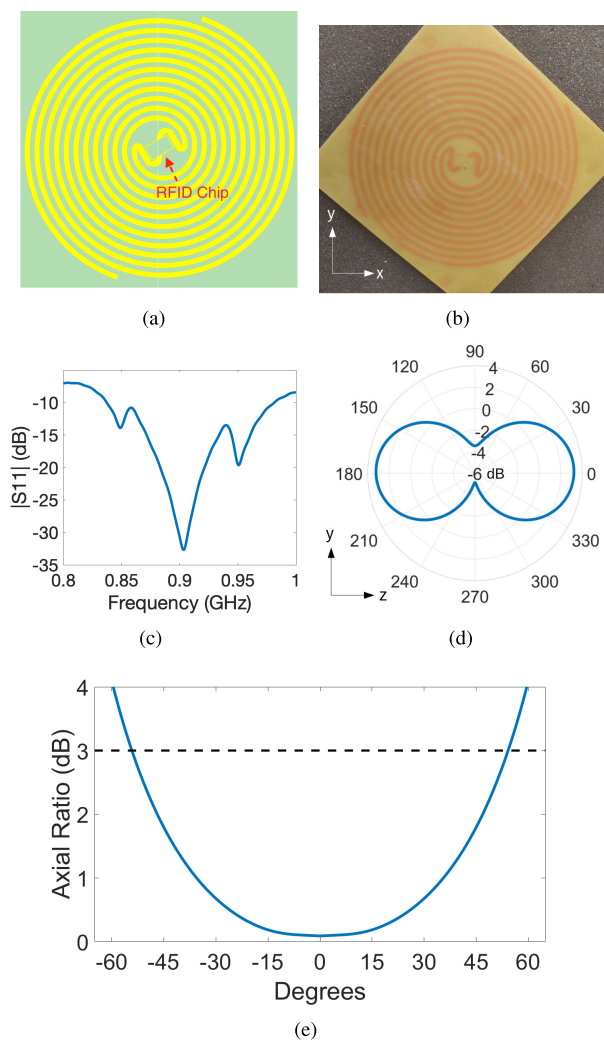 RFID Chip
(a)
y
x
(b)
-10
-15
-20
-25
-30
-35
0.8
0.85
0.9
0.95
1
|S11| (dB)
Frequency (GHz)
(c)
90
120
60
4
2
0
-2
-4
-6 dB
150
30
180
0
210
330
240
300
270
y
z
(d)
4
3
2
1
0
-60
-45
-30
-15
0
15
30
45
60
Axial Ratio (dB)
Degrees
(e)